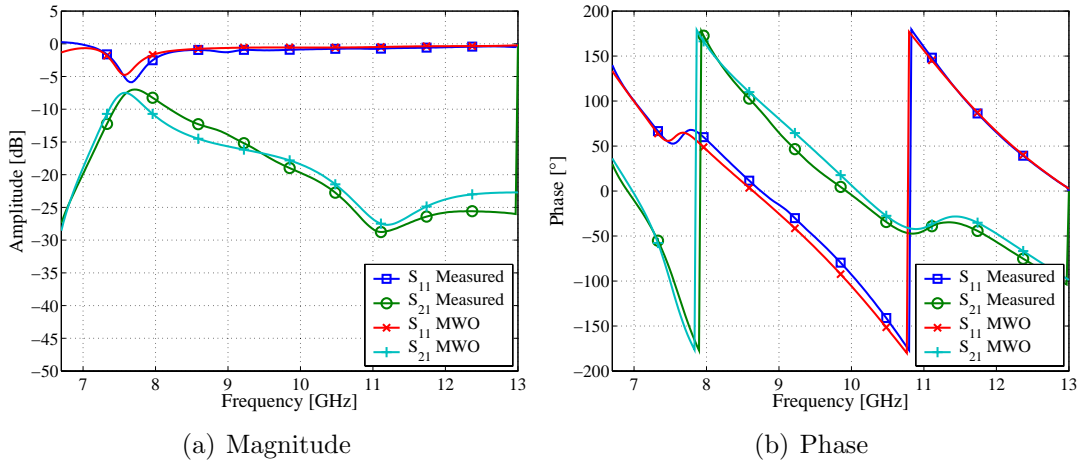 5
0
−5
−10
−15
−20
−25
−30
−35
−40
−45
−50
Amplitude [dB]
7 8 9 10 11 12 13
Frequency [GHz]
S11 Measured
S21 Measured
S11 MWO
S21 MWO
(a) Magnitude
200
150
100
50
0
−50
−100
−150
−200
Phase [°]
7 8 9 10 11 12 13
Frequency [GHz]
S11 Measured
S21 Measured
S11 MWO
S21 MWO
(b) Phase